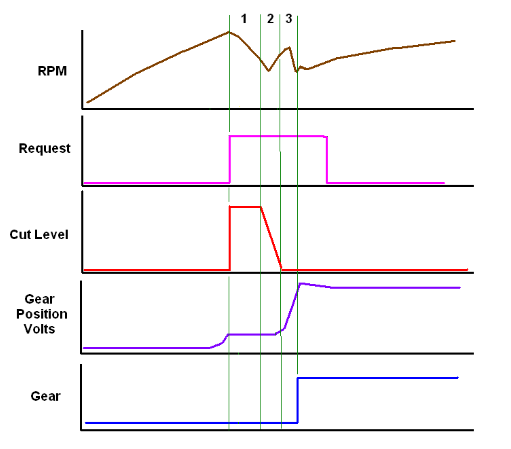 1 2 3
RPM
Request
Cut Level
Gear
Position
Volts
Gear